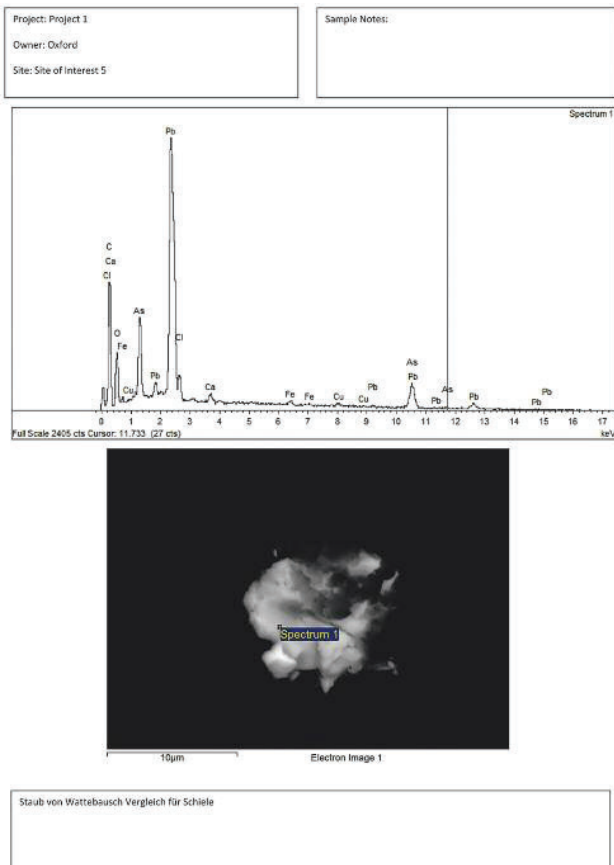 Project: Project 1
Owner: Oxford
Site: Site of Interest 5
Sample Notes:
Spectrum 1
Pb
C
Ca
Cl
O
Fe
Cu
As
Pb
Cl
Ca
Fe
Fe
Cu
Cu
Pb
As
Pb
Pb
As
Pb
Pb
Pb
0 1 2 3 4 5 6 7 8 9 10 11 12 13 14 15 16 17
Full Scale 2405 cts Cursor: 11.733 (27 cts)
keV
Spectrum 1
10µm
Electron Image 1
Staub von Wattebausch Vergleich für Schiele